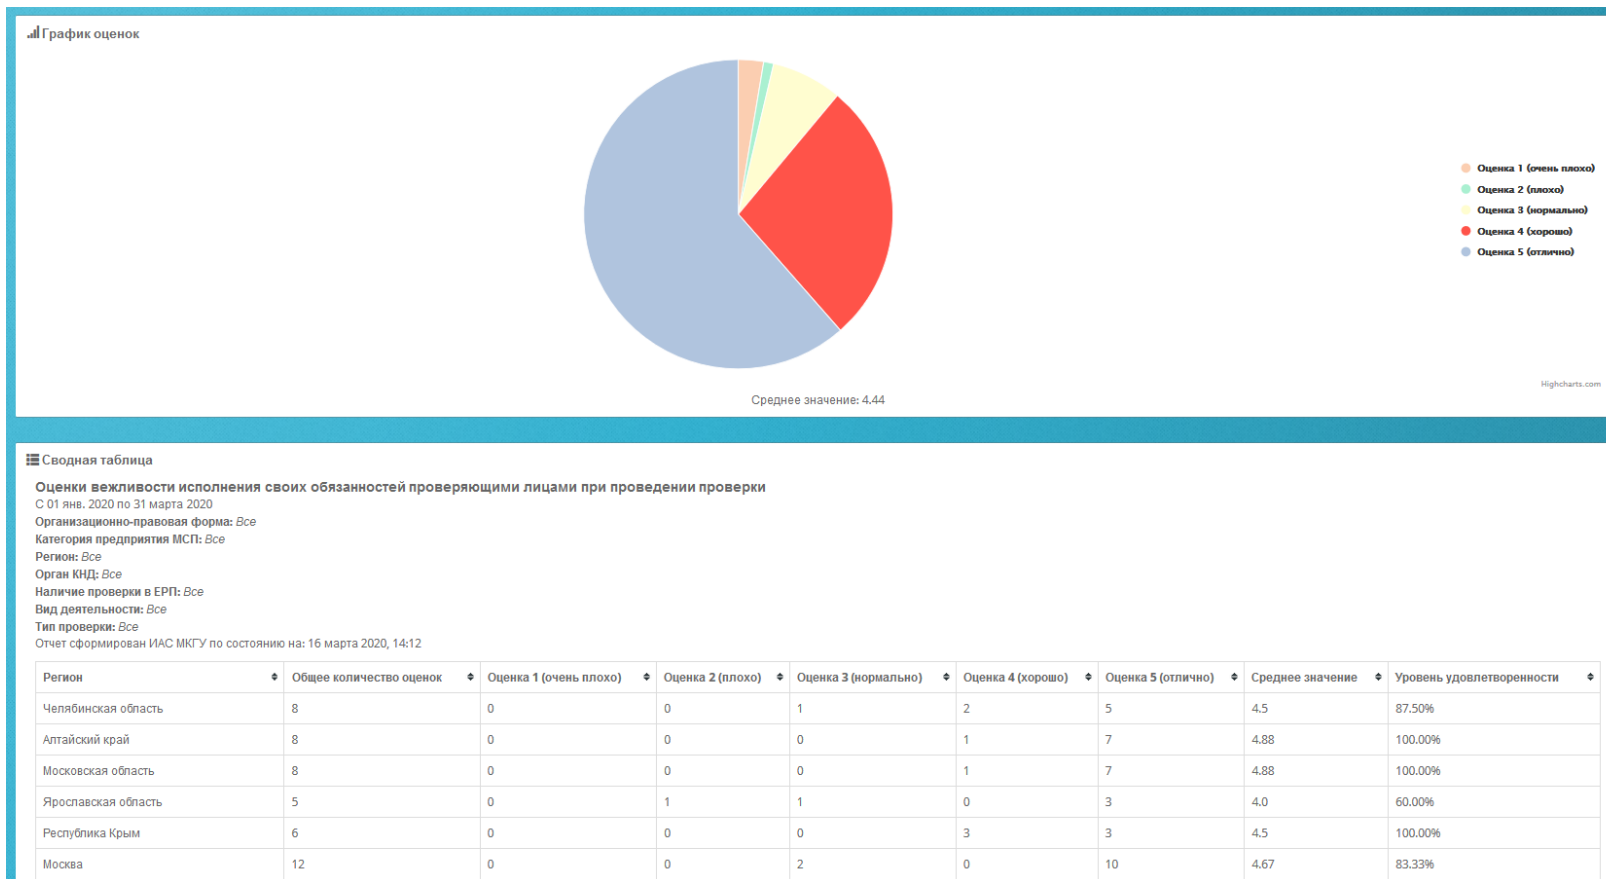 График оценок
Оценка 1 (очень плохо)
Оценка 2 (плохо)
Оценка 3 (нормально)
Оценка 4 (хорошо)
Оценка 5 (отлично)
Highcharts.com
Среднее значение: 4.44
Сводная таблица
Оценки вежливости исполнения своих обязанностей проверяющими лицами при проведении проверки
С 01 янв. 2020 по 31 марта 2020
Организационно-правовая форма: Все
Категория предприятия МСП: Все
Регион: Все
Орган КНД: Все
Наличие проверки в ЕРП: Все
Вид деятельности: Все
Тип проверки: Все
Отчет сформирован ИАС МКГУ по состоянию на: 16 марта 2020, 14:12
Регион Общее количество оценок Оценка 1 (очень плохо) Оценка 2 (плохо) Оценка 3 (нормально) Оценка 4 (хорошо) Оценка 5 (отлично) Среднее значение Уровень удовлетворенности
Челябинская область 8 0 0 1 2 5 4.5 87.50%
Алтайский край 8 0 0 0 1 7 4.88 100.00%
Московская область 8 0 0 0 1 7 4.88 100.00%
Ярославская область 5 0 1 1 0 3 4.0 60.00%
Республика Крым 6 0 0 0 3 3 4.5 100.00%
Москва 12 0 0 2 0 10 4.67 83.33%